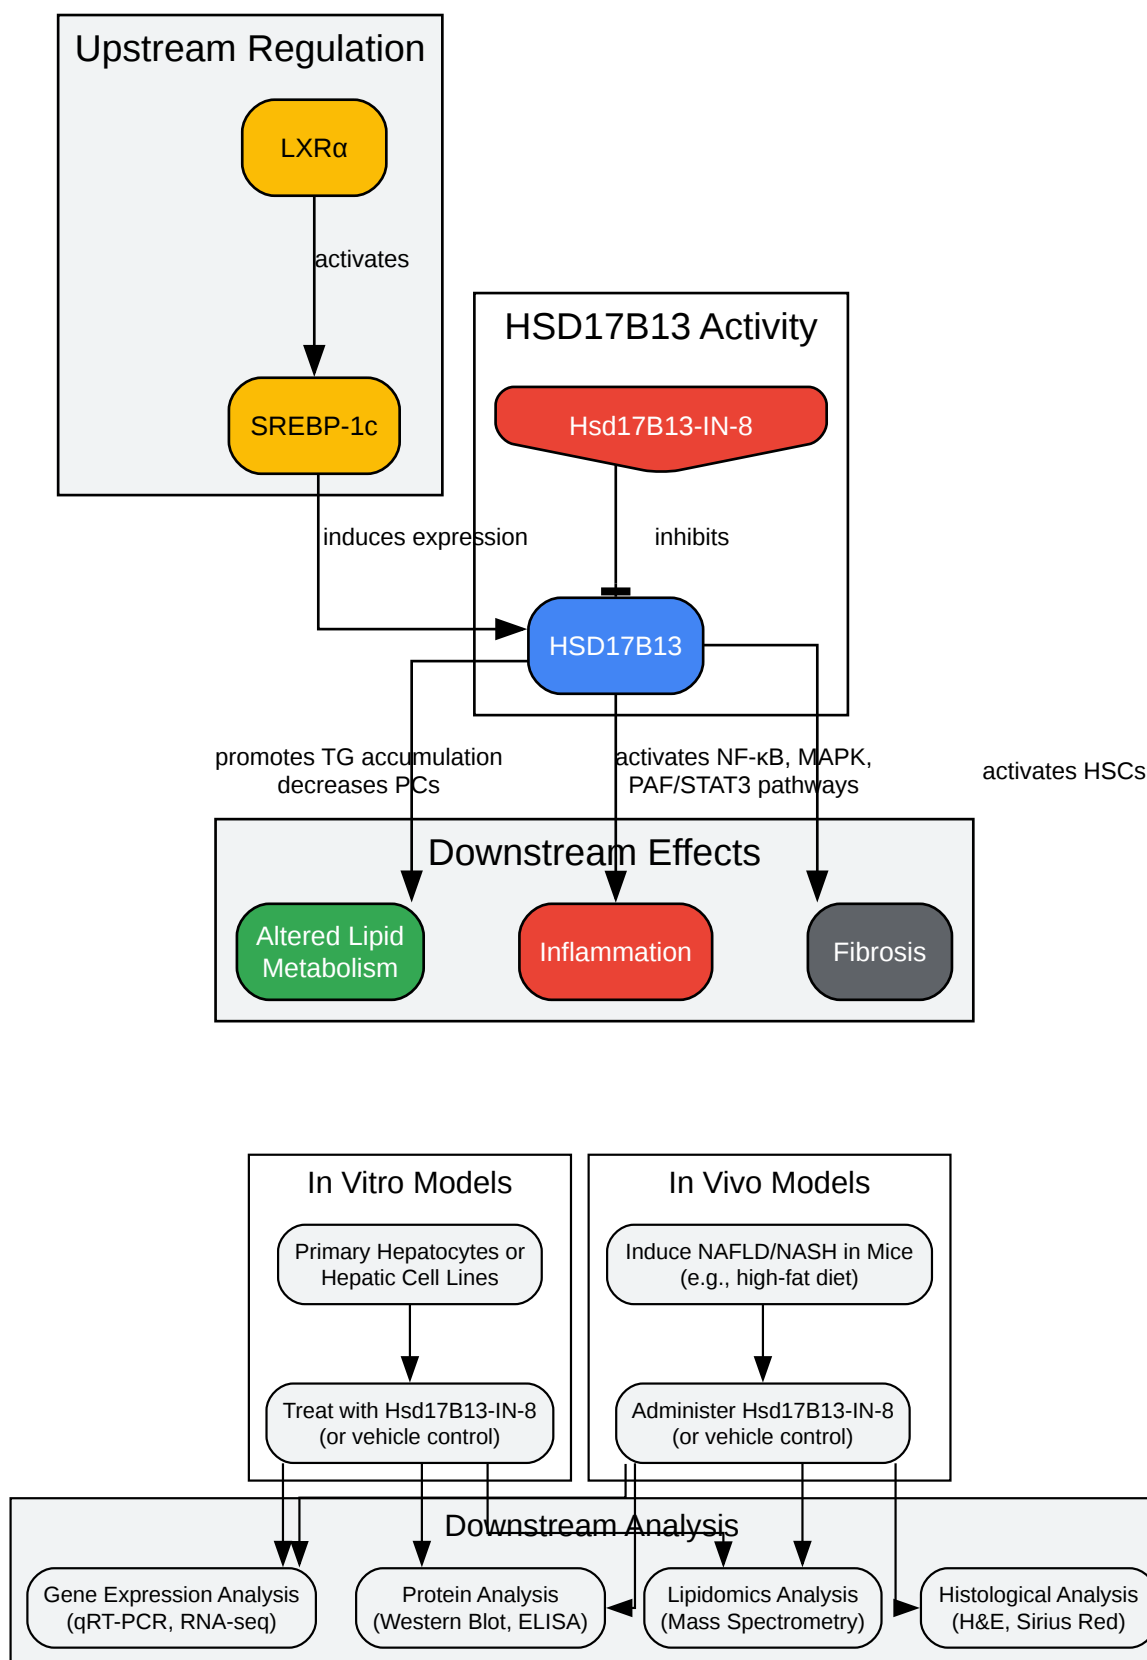 Upstream Regulation
LXRα
activates
HSD17B13 Activity
SREBP-1c
Hsd17B13-IN-8
induces expression
inhibits
HSD17B13
promotes TG accumulation
decreases PCs
activates NF-κB, MAPK,
PAF/STAT3 pathways
activates HSCs
Downstream Effects
Altered Lipid
Metabolism
Inflammation
Fibrosis
In Vitro Models
Primary Hepatocytes or
Hepatic Cell Lines
Treat with Hsd17B13-IN-8
(or vehicle control)
In Vivo Models
Induce NAFLD/NASH in Mice
(e.g., high-fat diet)
Administer Hsd17B13-IN-8
(or vehicle control)
Downstream Analysis
Gene Expression Analysis
(qRT-PCR, RNA-seq)
Protein Analysis
(Western Blot, ELISA)
Lipidomics Analysis
(Mass Spectrometry)
Histological Analysis
(H&E, Sirius Red)